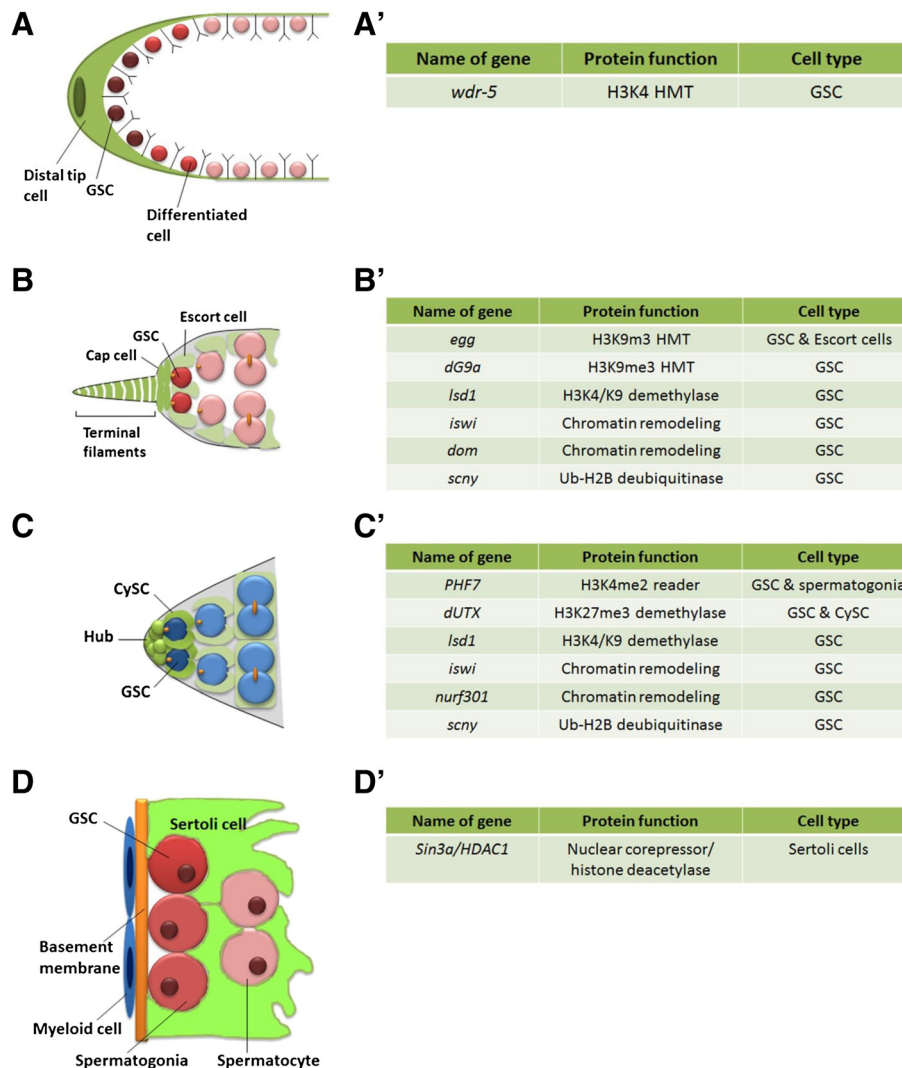 A
Distal tip
cell
GSC
Differentiated
cell
A’
Name of gene Protein function Cell type
wdr-5 H3K4 HMT GSC
B
Escort cell
GSC
Cap cell
Terminal
filaments
B’
Name of gene Protein function Cell type
egg H3K9m3 HMT GSC & Escort cells
dG9a H3K9me3 HMT GSC
lsd1 H3K4/K9 demethylase GSC
iswi Chromatin remodeling GSC
dom Chromatin remodeling GSC
scny Ub-H2B deubiquitinase GSC
C
CySC
Hub
GSC
C’
Name of gene Protein function Cell type
PHF7 H3K4me2 reader GSC & spermatogonia
dUTX H3K27me3 demethylase GSC & CySC
lsd1 H3K4/K9 demethylase GSC
iswi Chromatin remodeling GSC
nurf301 Chromatin remodeling GSC
scny Ub-H2B deubiquitinase GSC
D
GSC
Sertoli cell
Basement
membrane
Myeloid cell
Spermatogonia
Spermatocyte
D’
Name of gene Protein function Cell type
Sin3a/HDAC1 Nuclear corepressor/ Sertoli cells
histone deacetylase